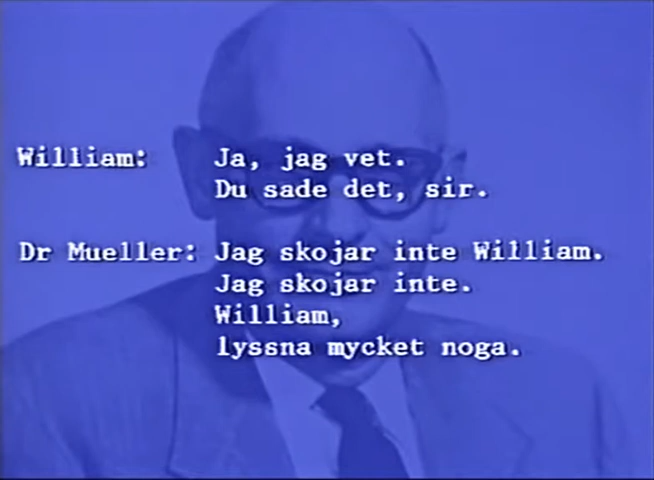 William: Ja, jag vet.
Du sade det, sir.
Dr Mueller: Jag skojar inte William.
Jag skojar inte.
William,
lyssna mycket noga.